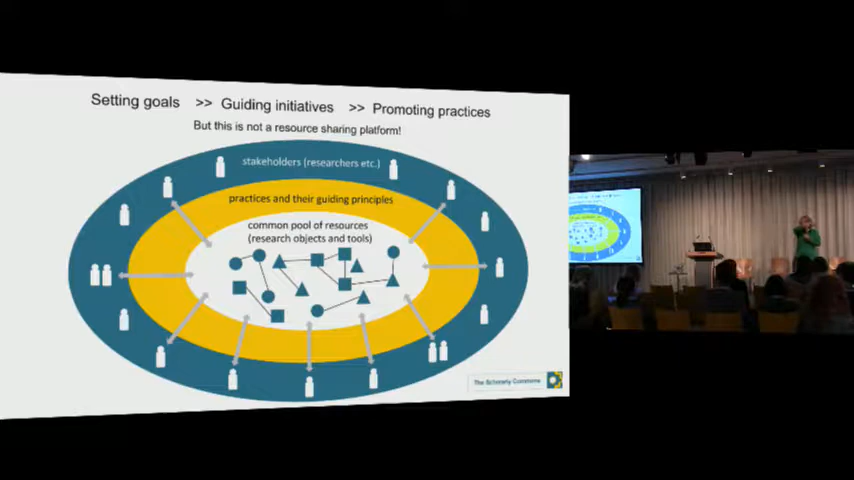 Setting goals >> Guiding initiatives >> Promoting practices
But this is not a resource sharing platform!
stakeholders (researchers etc.)
practices and their guiding principles
common pool of resources
(research objects and tools)
The Scholarly Commons